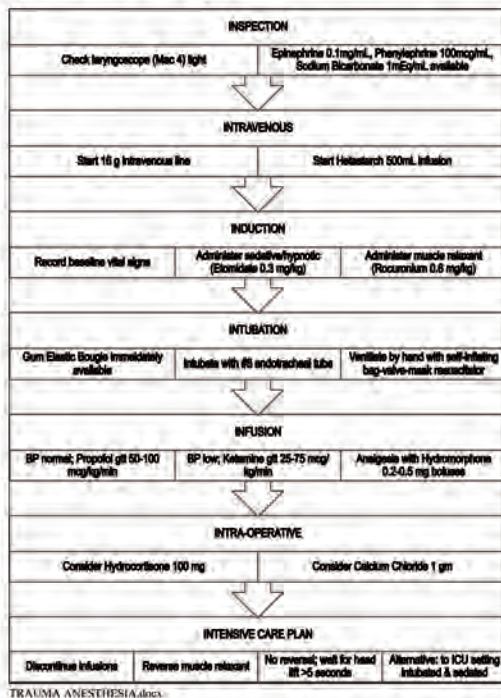 INSPECTION
Check laryngoscope (Mac 4) light
Epinephrine 0.1mg/mL, Phenylephrine 100mcg/mL,
Sodium Bicarbonate 1mEq/mL available
INTRAVENOUS
Start 16 g intravenous line
Start Hetastarch 500mL infusion
INDUCTION
Record baseline vital signs
Administer sedative/hypnotic
(Etomidate 0.3 mg/kg)
Administer muscle relaxant
(Rocuronium 0.6 mg/kg)
INTUBATION
Gum Elastic Bougie immediately
available
Intubate with #8 endotracheal tube
Ventilate by hand with self-inflating
bag-valve-mask resuscitator
INFUSION
BP normal; Propofol gtt 50-100
mcg/kg/min
BP low; Ketamine gtt 25-75 mcg/
kg/min
Analgesia with Hydromorphone
0.2-0.5 mg boluses
INTRA-OPERATIVE
Consider Hydrocortisone 100 mg
Consider Calcium Chloride 1 gm
INTENSIVE CARE PLAN
Discontinue infusions
Reverse muscle relaxant
No reversal; wait for head
lift >5 seconds
Alternative: to ICU setting
intubated & sedated
TRAUMA ANESTHESIA.docx